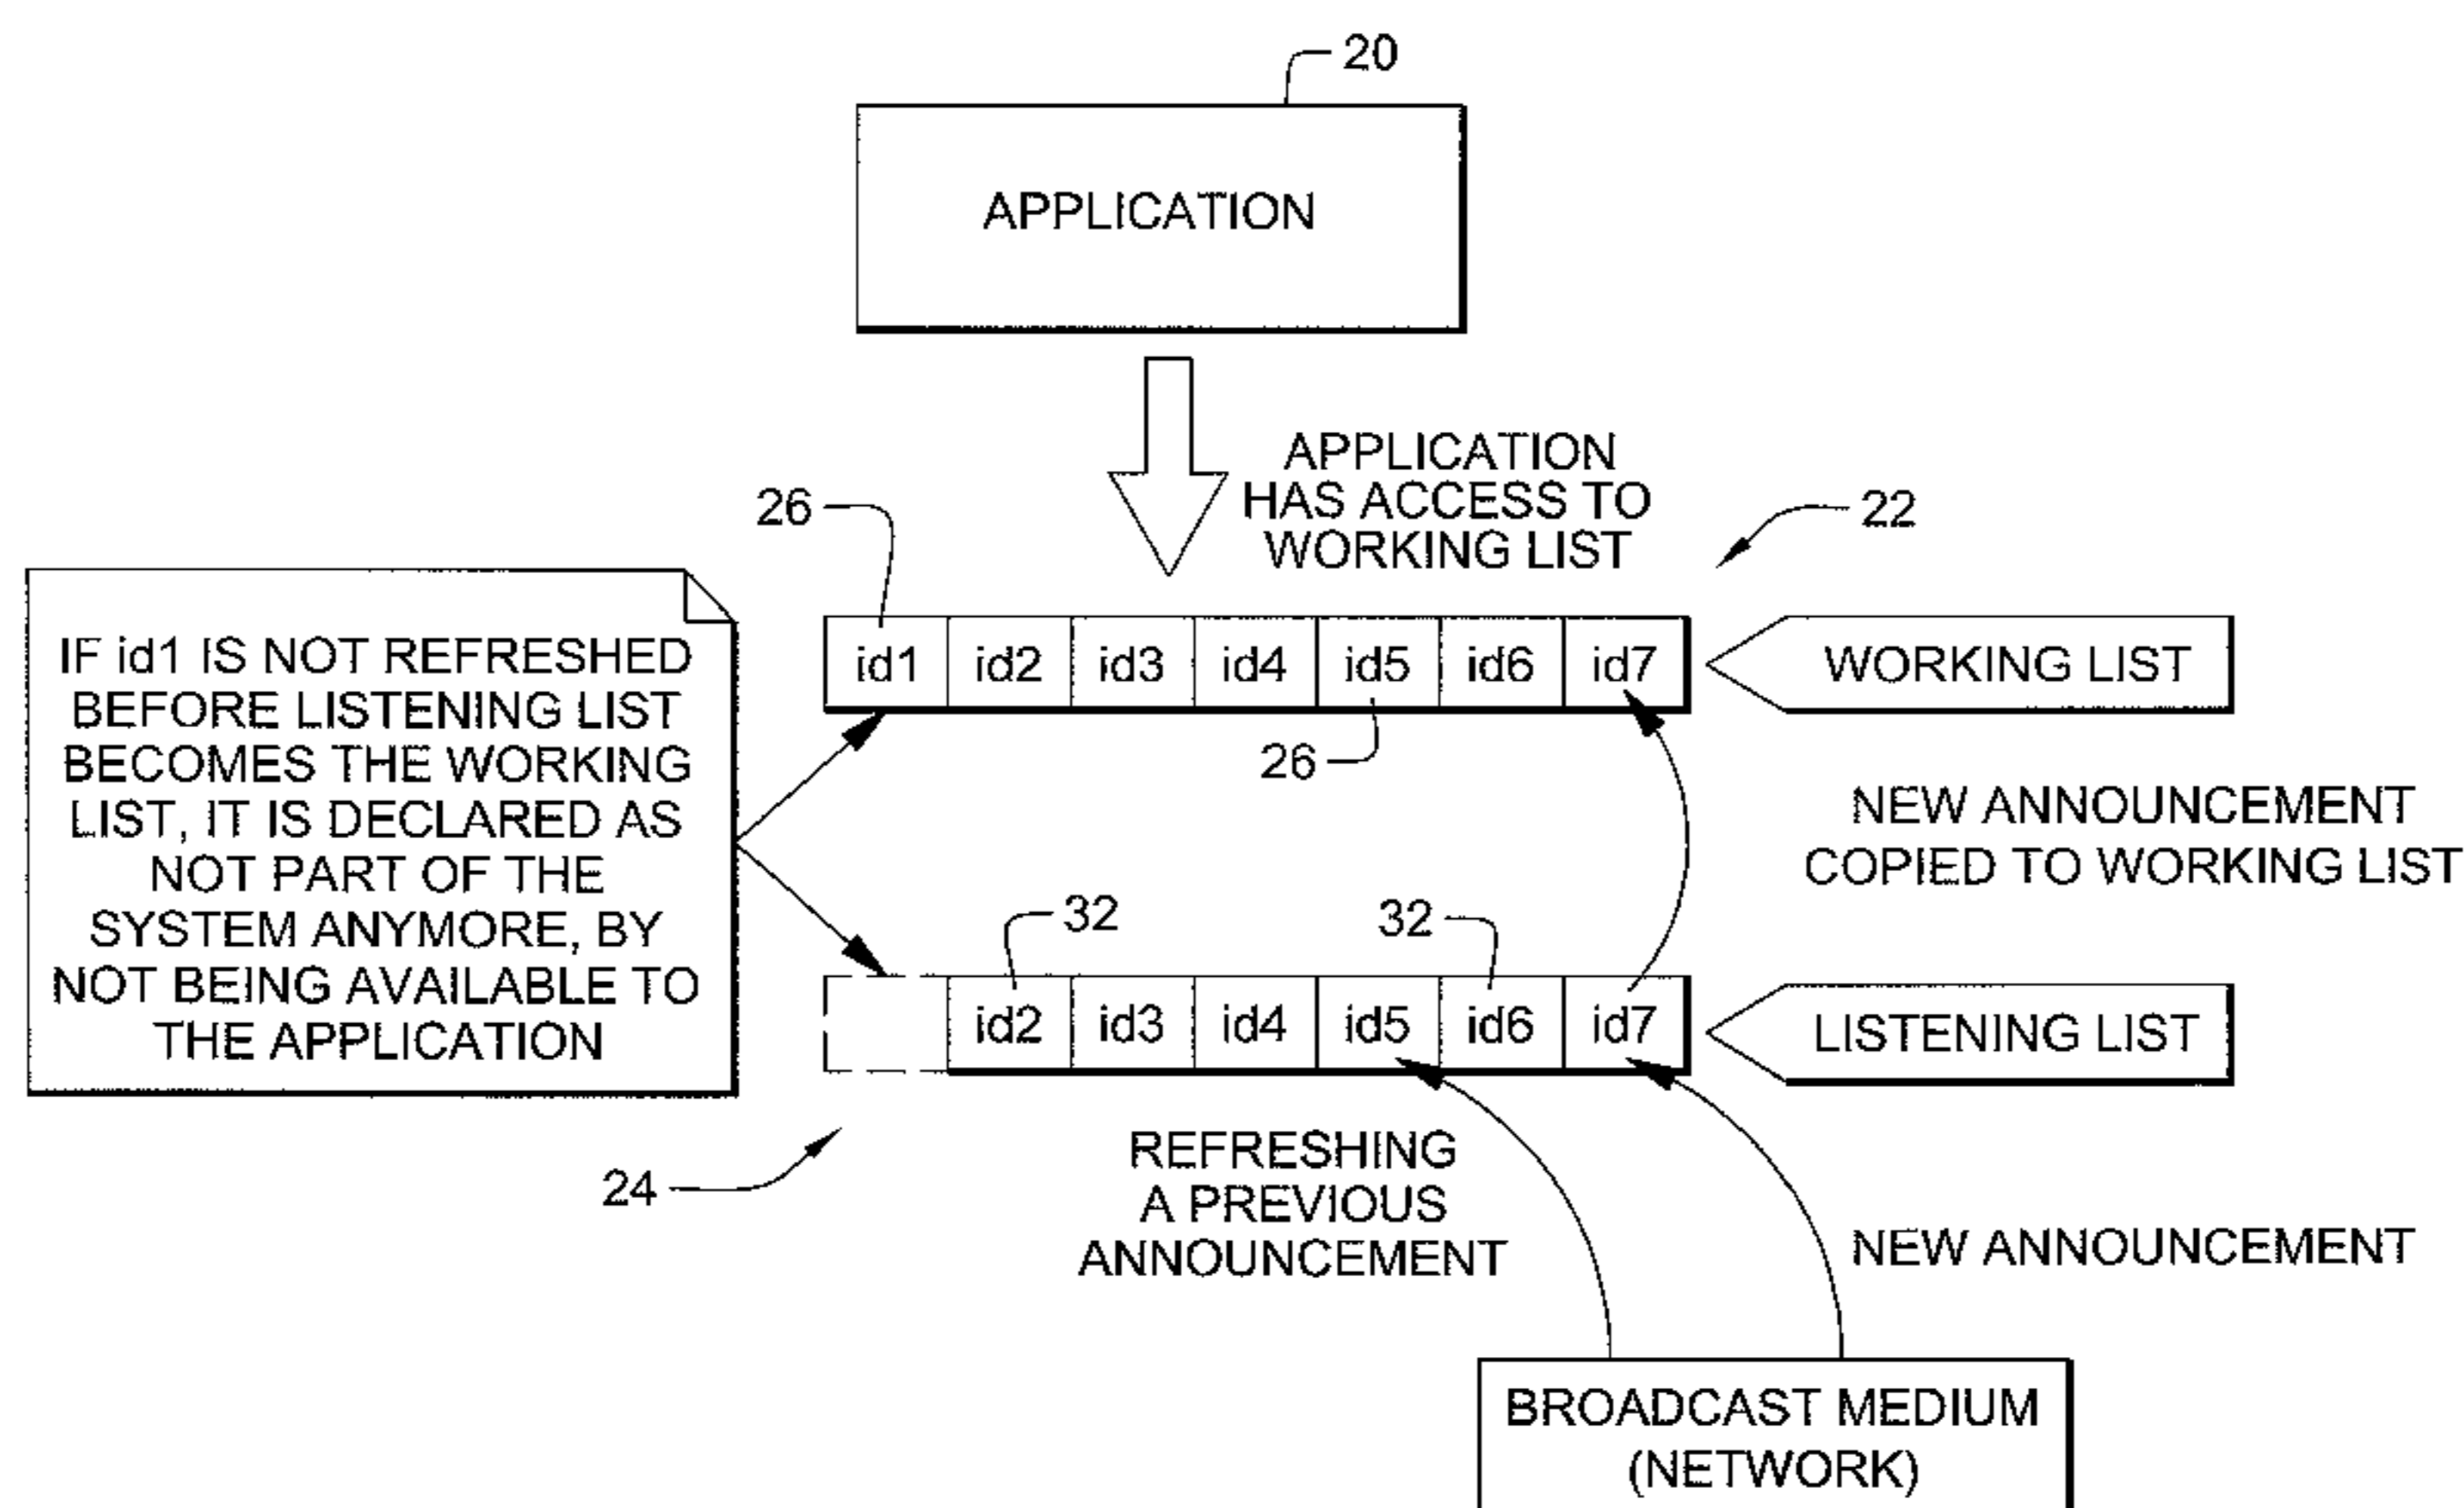 20
APPLICATION
APPLICATION
HAS ACCESS TO
WORKING LIST
26
22
IF id1 IS NOT REFRESHED
BEFORE LISTENING LIST
BECOMES THE WORKING
LIST, IT IS DECLARED AS
NOT PART OF THE
SYSTEM ANYMORE, BY
NOT BEING AVAILABLE TO
THE APPLICATION
id1 id2 id3 id4 id5 id6 id7
WORKING LIST
26
NEW ANNOUNCEMENT
COPIED TO WORKING LIST
32
32
id2 id3 id4 id5 id6 id7
LISTENING LIST
24
REFRESHING
A PREVIOUS
ANNOUNCEMENT
NEW ANNOUNCEMENT
BROADCAST MEDIUM
(NETWORK)